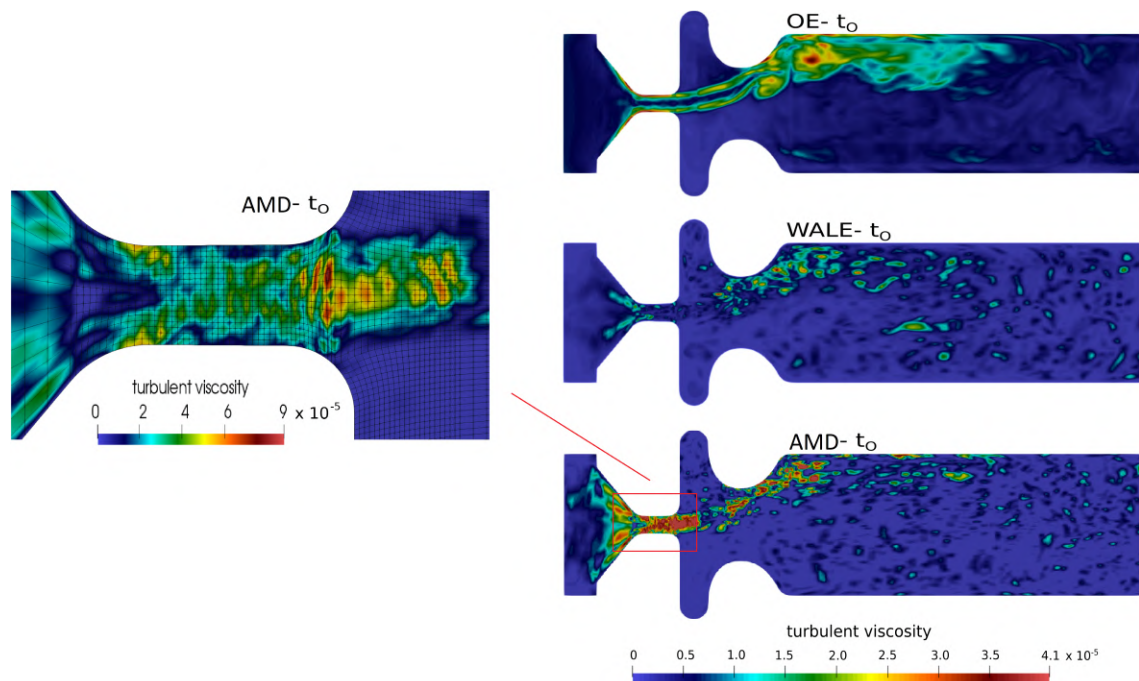 OE- tₒ
AMD- tₒ
WALE- tₒ
turbulent viscosity
0 2 4 6 9 x 10⁻⁵
AMD- tₒ
turbulent viscosity
0 0.5 1.0 1.5 2.0 2.5 3.0 3.5 4.1 x 10⁻⁵